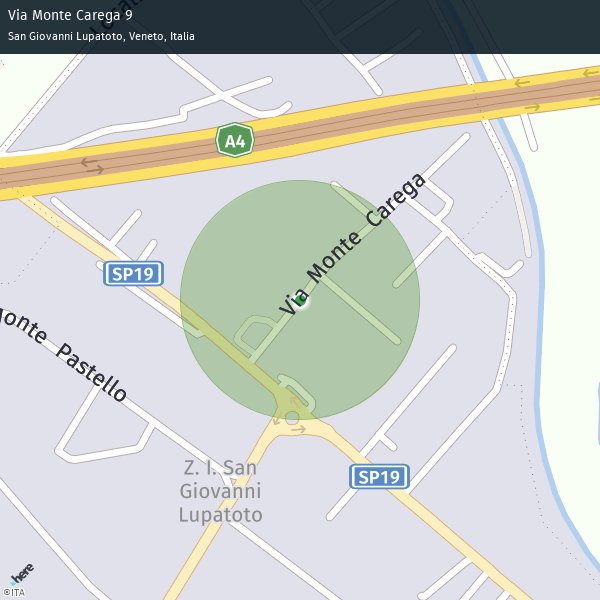 Via Monte Carega 9
San Giovanni Lupatoto, Veneto, Italia
A4
Via Monte Carega
SP19
Pastello
Z. I. San
Giovanni
Lupatoto
SP19
here
©ITA